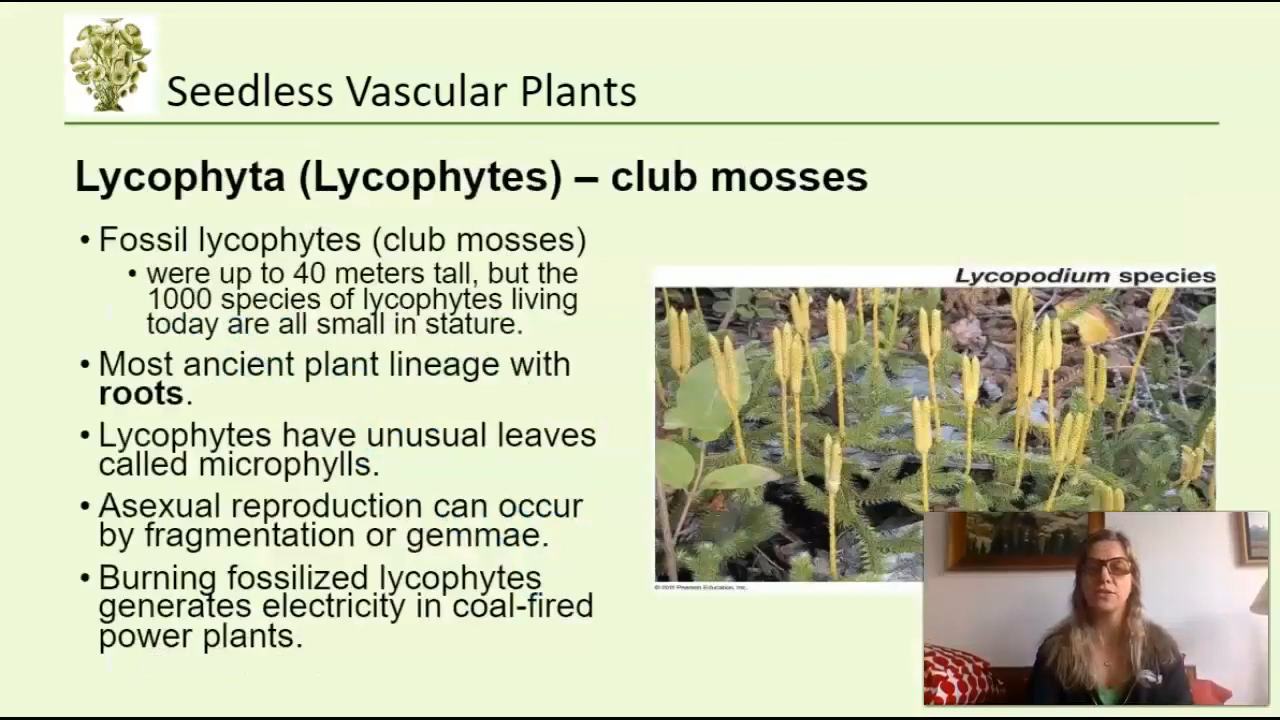 Seedless Vascular Plants
Lycophyta (Lycophytes) – club mosses
• Fossil lycophytes (club mosses)
• were up to 40 meters tall, but the
1000 species of lycophytes living
today are all small in stature.
• Most ancient plant lineage with
roots.
• Lycophytes have unusual leaves
called microphylls.
• Asexual reproduction can occur
by fragmentation or gemmae.
• Burning fossilized lycophytes
generates electricity in coal-fired
power plants.
Lycopodium species
Pearson Education, Inc.